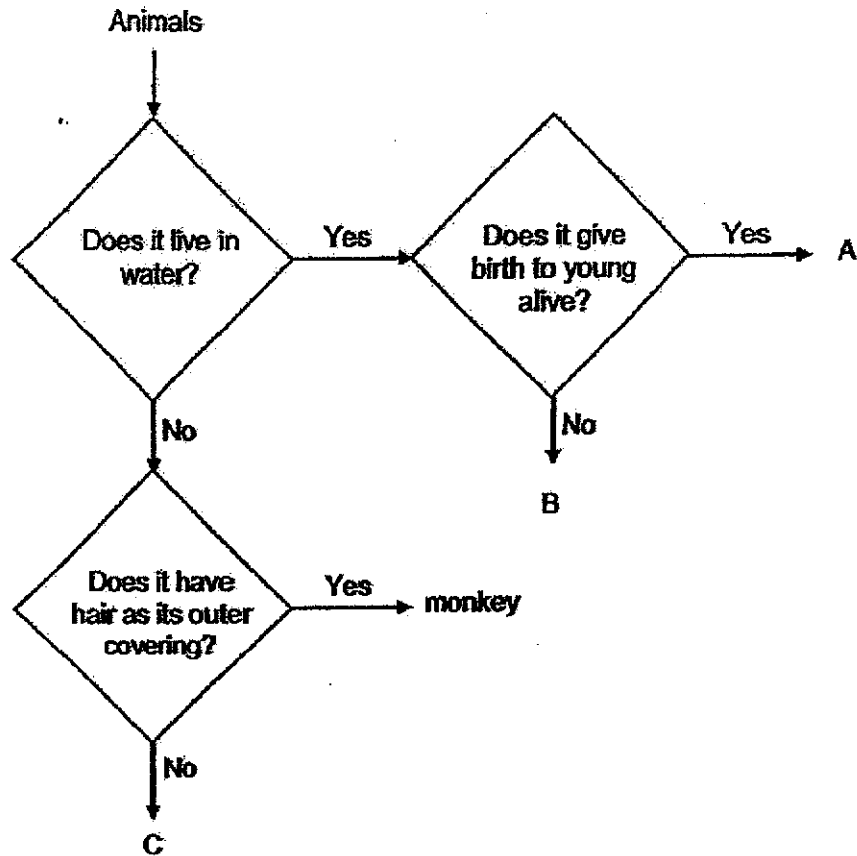 Animals
Does it live in
water?
Yes
Does it give
birth to young
alive?
Yes
A
No
No
B
Does it have
hair as its outer
covering?
Yes
monkey
No
C